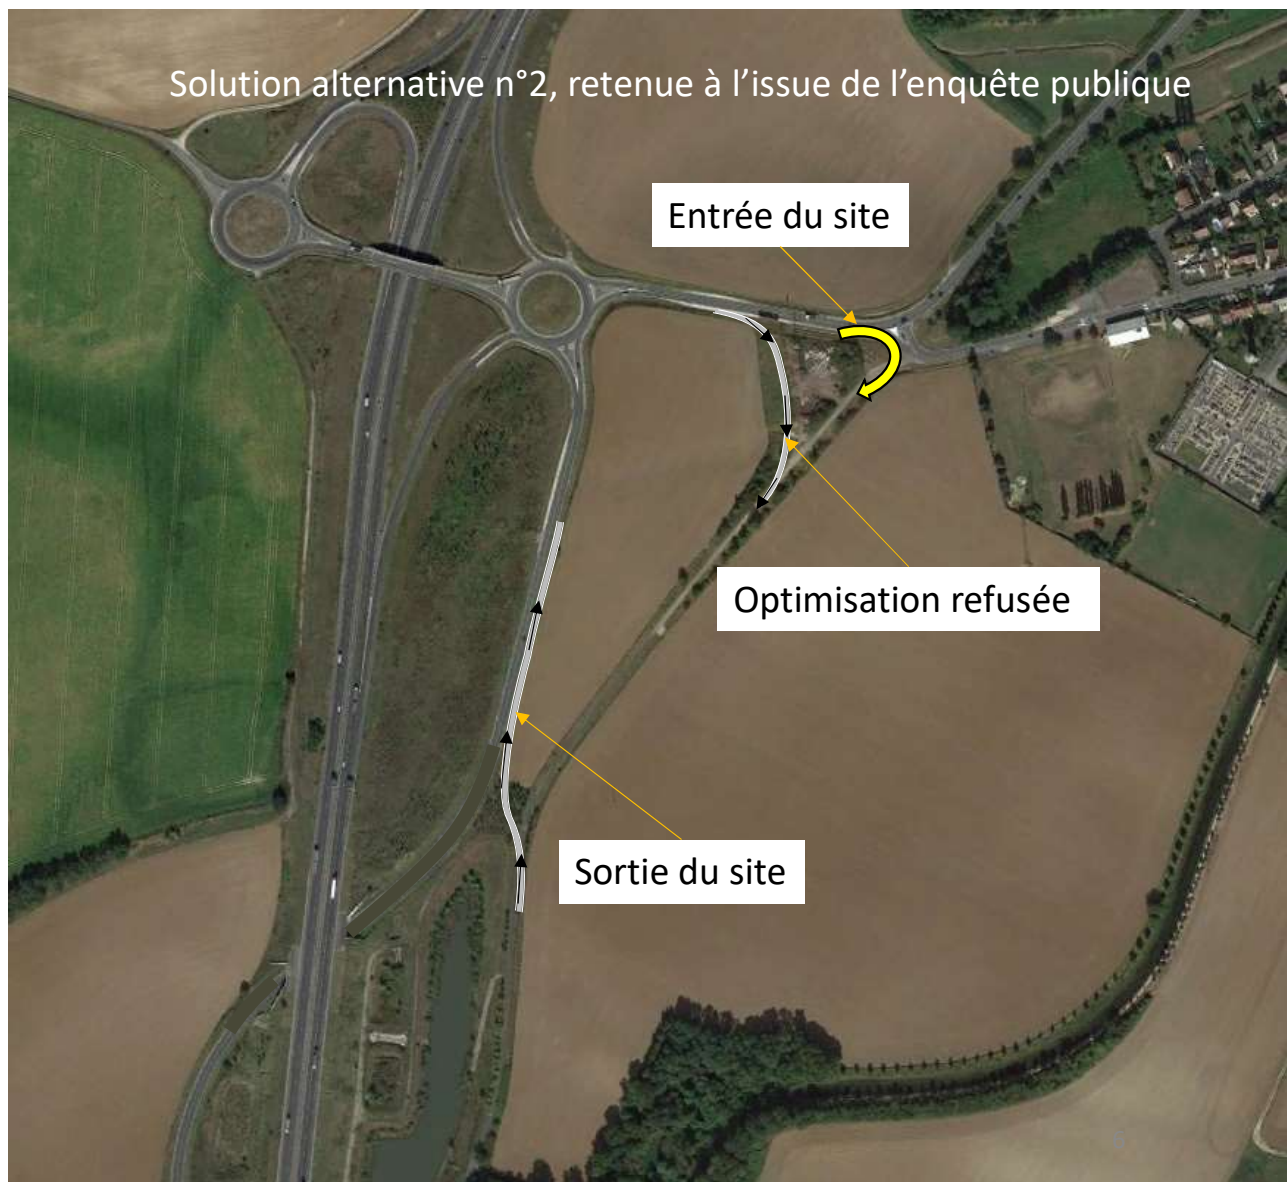 Solution alternative n°2, retenue à l’issue de l’enquête publique
Entrée du site
Optimisation refusée
Sortie du site